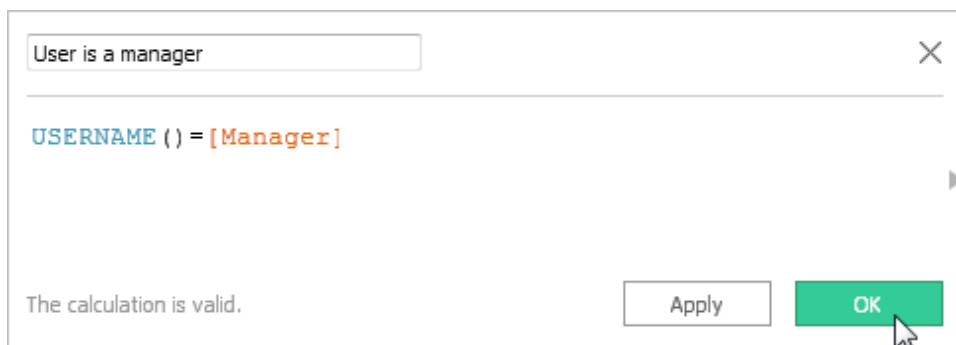 User is a manager
USERNAME()=[Manager]
The calculation is valid.
Apply
OK